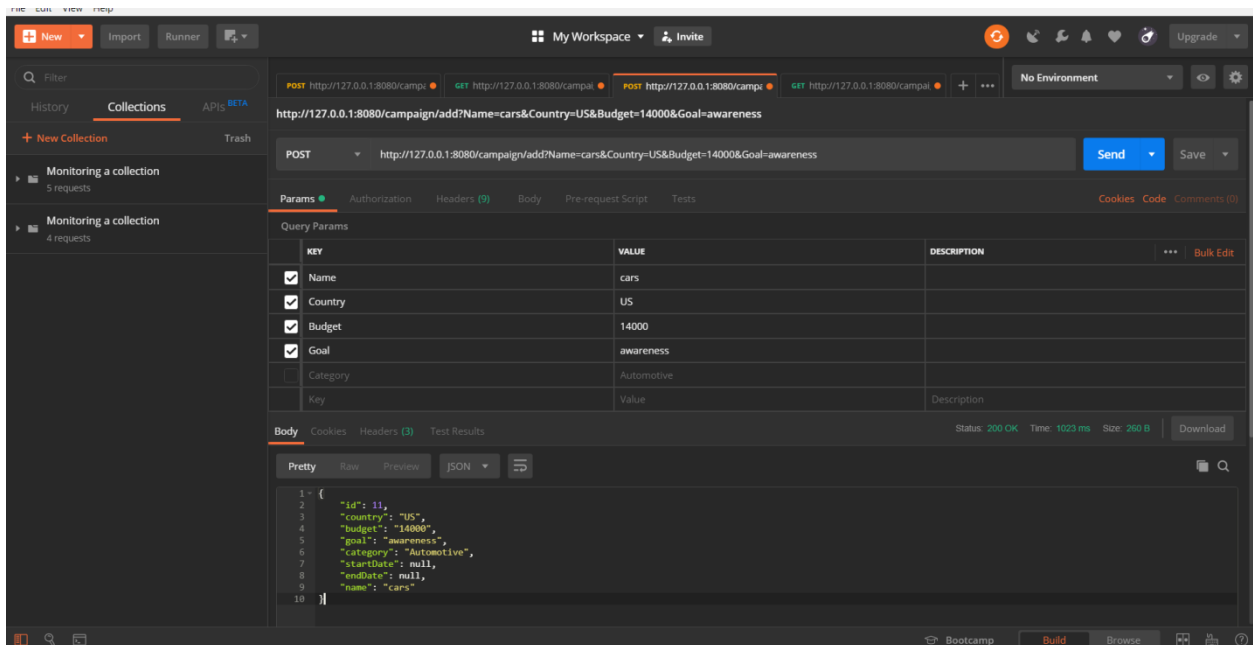 File Edit View Help
New Import Runner My Workspace Invite Upgrade
Filter
History Collections APIs BETA
+ New Collection Trash
Monitoring a collection
5 requests
Monitoring a collection
4 requests
POST http://127.0.0.1:8080/campa GET http://127.0.0.1:8080/campai POST http://127.0.0.1:8080/campa GET http://127.0.0.1:8080/campai + ••• No Environment
http://127.0.0.1:8080/campaign/add?Name=cars&Country=US&Budget=14000&Goal=awareness
POST http://127.0.0.1:8080/campaign/add?Name=cars&Country=US&Budget=14000&Goal=awareness Send Save
Params Authorization Headers (9) Body Pre-request Script Tests Cookies Code Comments (0)
Query Params
KEY VALUE DESCRIPTION ••• Bulk Edit
Name cars
Country US
Budget 14000
Goal awareness
Category Automotive
Key Value Description
Body Cookies Headers (3) Test Results Status: 200 OK Time: 1023 ms Size: 260 B Download
Pretty Raw Preview JSON
1 {
2 "id": 11,
3 "country": "US",
4 "budget": "14000",
5 "goal": "awareness",
6 "category": "Automotive",
7 "startDate": null,
8 "endDate": null,
9 "name": "cars"
10 }
Bootcamp Build Browse